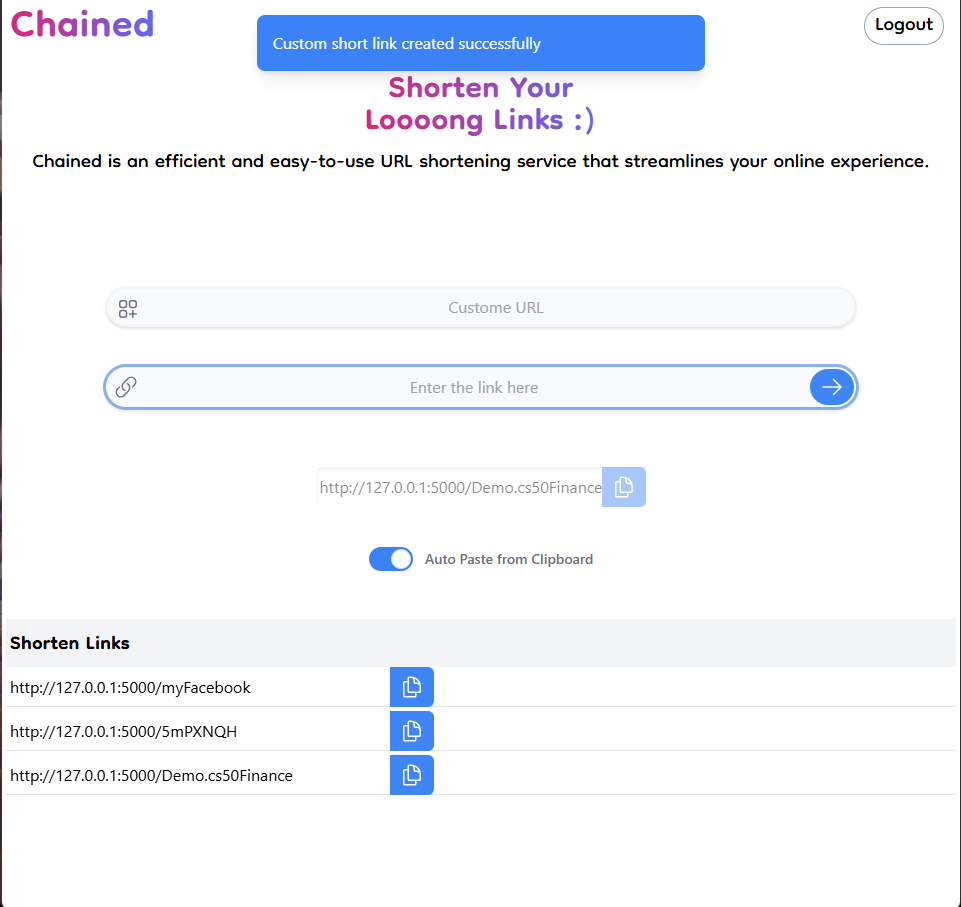 Chained
Logout
Custom short link created successfully
Shorten Your
Loooong Links :)
Chained is an efficient and easy-to-use URL shortening service that streamlines your online experience.
Custome URL
Enter the link here
http://127.0.0.1:5000/Demo.cs50Finance
Auto Paste from Clipboard
Shorten Links
http://127.0.0.1:5000/myFacebook
http://127.0.0.1:5000/5mPXNQH
http://127.0.0.1:5000/Demo.cs50Finance